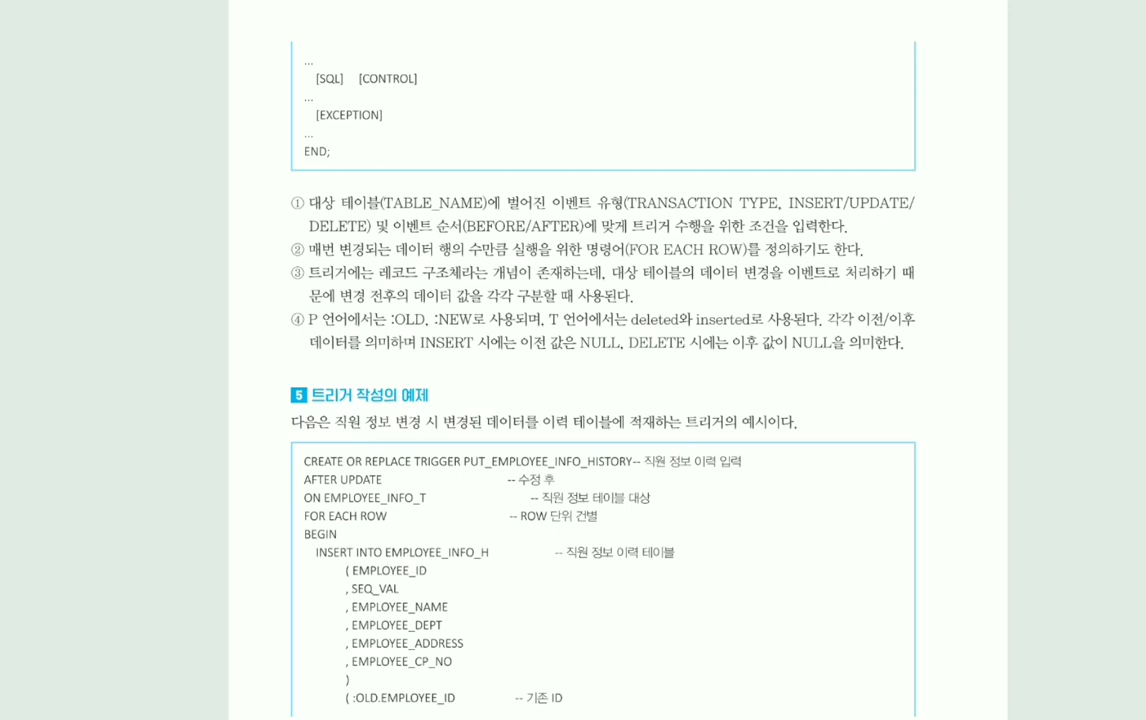 ...
[SQL] [CONTROL]
...
[EXCEPTION]
...
END;
① 대상 테이블(TABLE_NAME)에 벌어진 이벤트 유형(TRANSACTION TYPE, INSERT/UPDATE/
DELETE) 및 이벤트 순서(BEFORE/AFTER)에 맞게 트리거 수행을 위한 조건을 입력한다.
② 매번 변경되는 데이터 행의 수만큼 실행을 위한 명령어(FOR EACH ROW)를 정의하기도 한다.
③ 트리거에는 레코드 구조체라는 개념이 존재하는데, 대상 테이블의 데이터 변경을 이벤트로 처리하기 때
문에 변경 전후의 데이터 값을 각각 구분할 때 사용된다.
④ P 언어에서는 :OLD, :NEW로 사용되며, T 언어에서는 deleted와 inserted로 사용된다. 각각 이전/이후
데이터를 의미하며 INSERT 시에는 이전 값은 NULL, DELETE 시에는 이후 값이 NULL을 의미한다.
5 트리거 작성의 예제
다음은 직원 정보 변경 시 변경된 데이터를 이력 테이블에 적재하는 트리거의 예시이다.
CREATE OR REPLACE TRIGGER PUT_EMPLOYEE_INFO_HISTORY-- 직원 정보 이력 입력
AFTER UPDATE -- 수정 후
ON EMPLOYEE_INFO_T -- 직원 정보 테이블 대상
FOR EACH ROW -- ROW 단위 건별
BEGIN
INSERT INTO EMPLOYEE_INFO_H -- 직원 정보 이력 테이블
( EMPLOYEE_ID
, SEQ_VAL
, EMPLOYEE_NAME
, EMPLOYEE_DEPT
, EMPLOYEE_ADDRESS
, EMPLOYEE_CP_NO
)
( :OLD.EMPLOYEE_ID -- 기존 ID